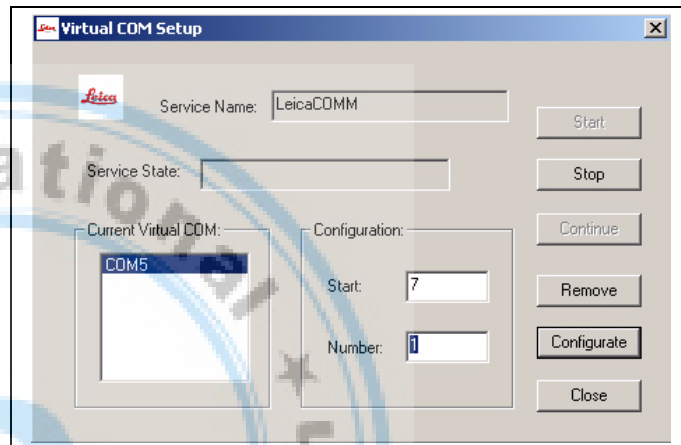 Virtual COM Setup
Leica
Service Name: LeicaCOMM
Start
Service State:
Stop
Current Virtual COM:
Configuration:
Continue
COM5
Start: 7
Remove
Number: 1
Configurate
Close
ational